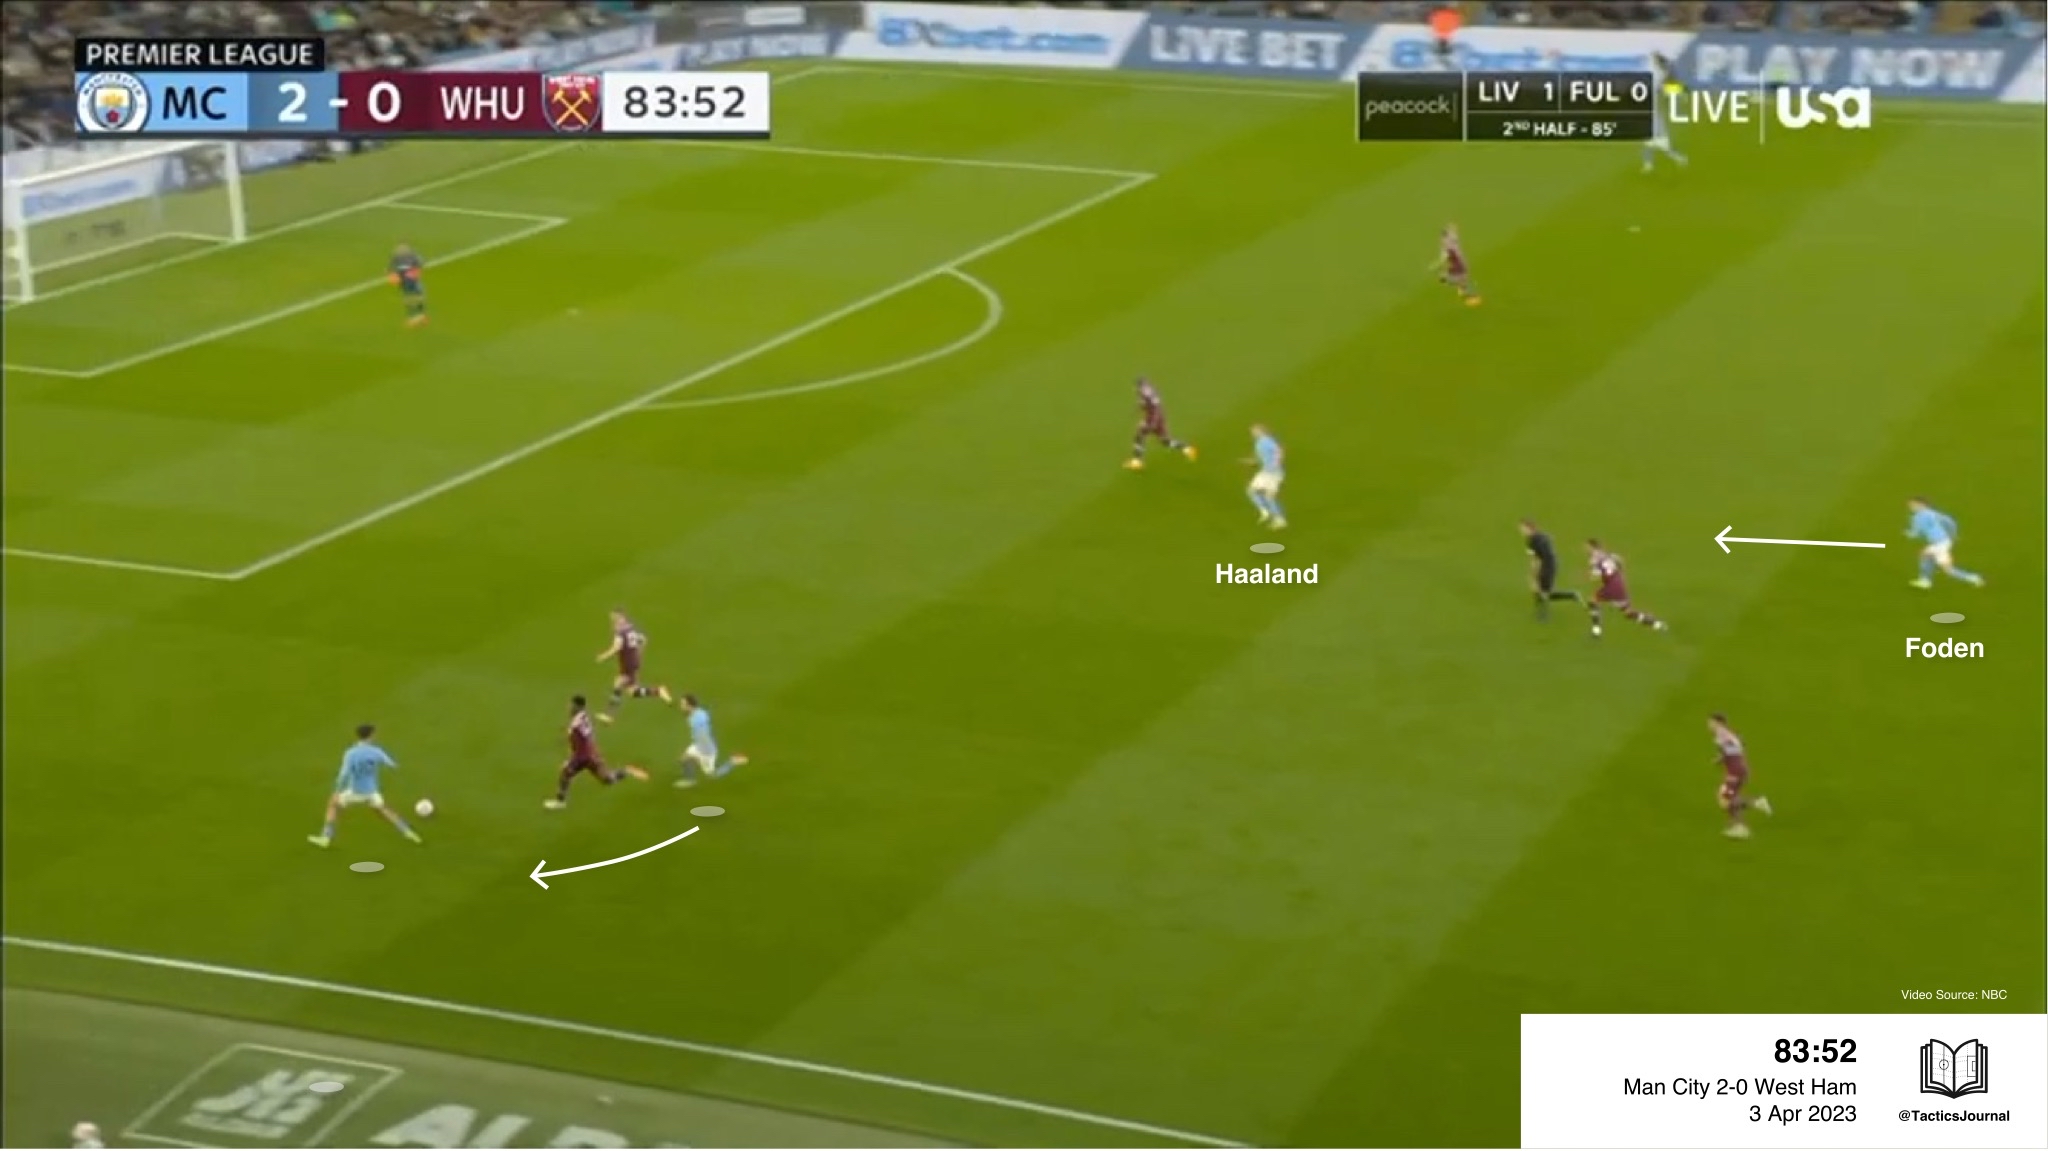 8Xbet.com
LIVE BET
PLAY NOW
PREMIER LEAGUE
MC 2 - 0 WHU 83:52
peacock
LIV 1 FUL 0
2ND HALF - 85'
LIVE
USA
Haaland
Foden
Video Source: NBC
83:52
Man City 2-0 West Ham
3 Apr 2023
@TacticsJournal